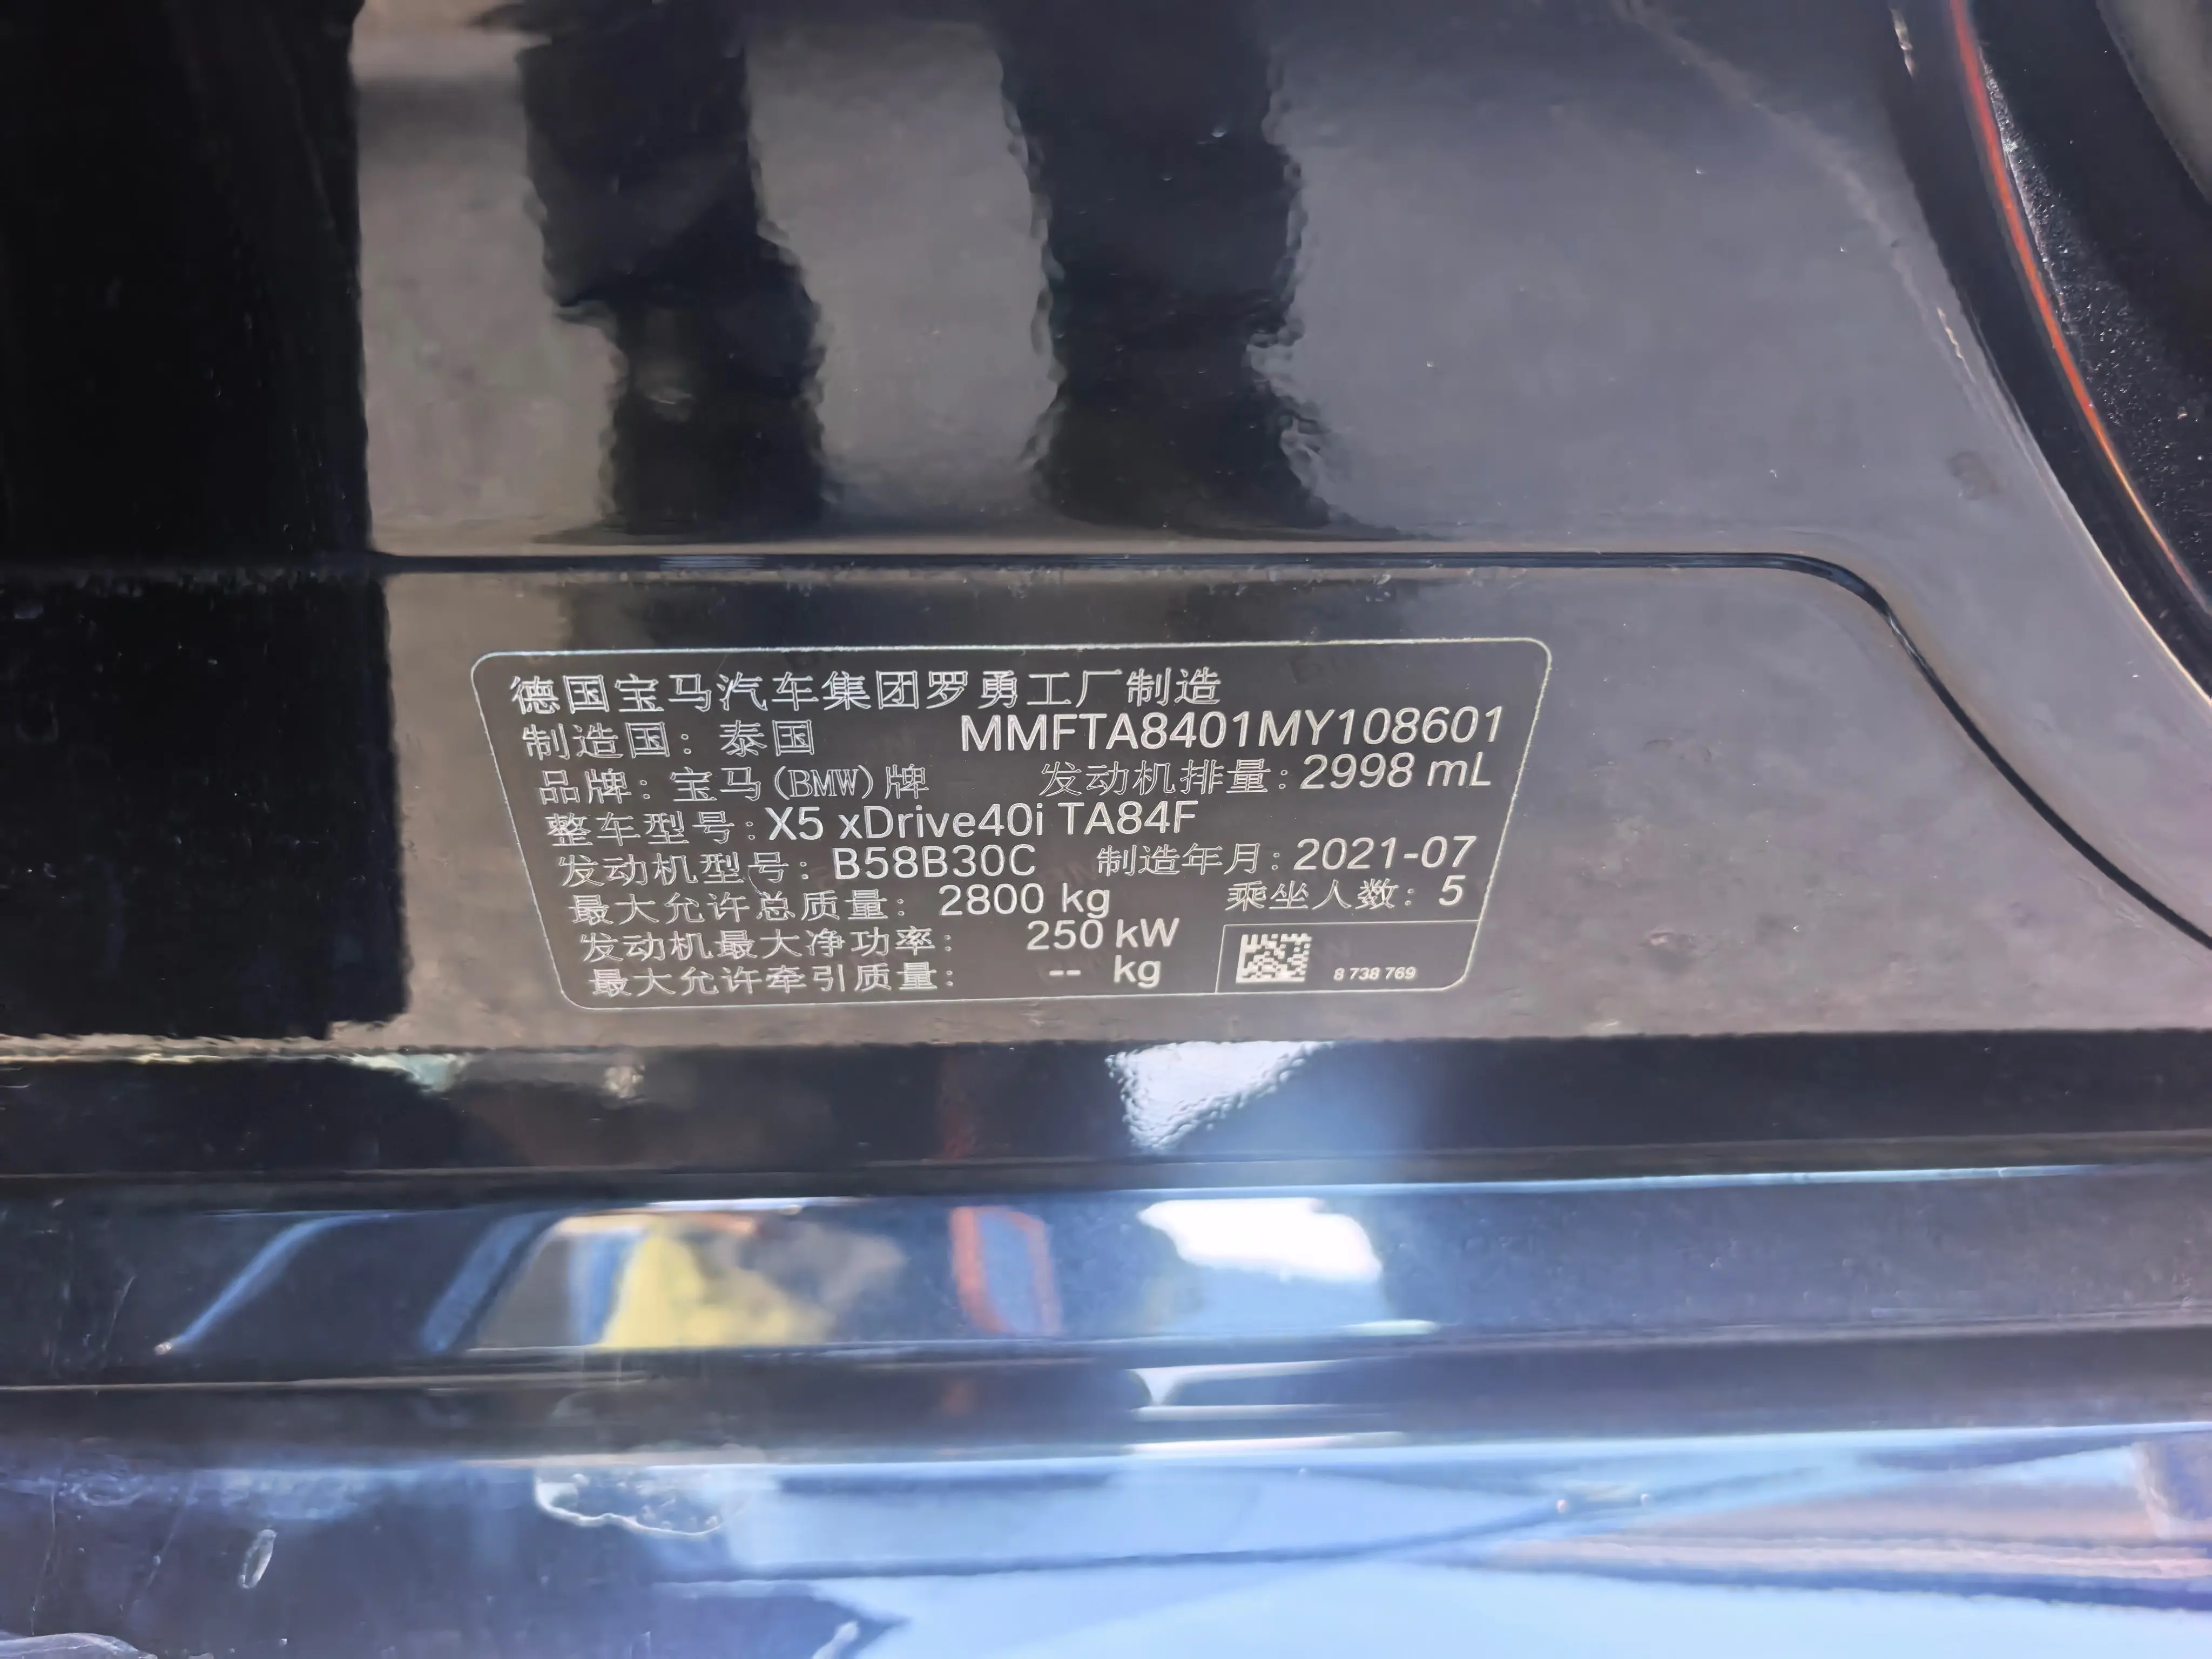 德国宝马汽车集团罗勇工厂制造
制造国: 泰国 MMFTA8401MY108601
品牌: 宝马(BMW)牌 发动机排量: 2998 mL
整车型号: X5 xDrive40i TA84F
发动机型号: B58B30C 制造年月: 2021-07
最大允许总质量: 2800 kg 乘坐人数: 5
发动机最大净功率: 250 kW
最大允许牵引质量: -- kg 8 738 769